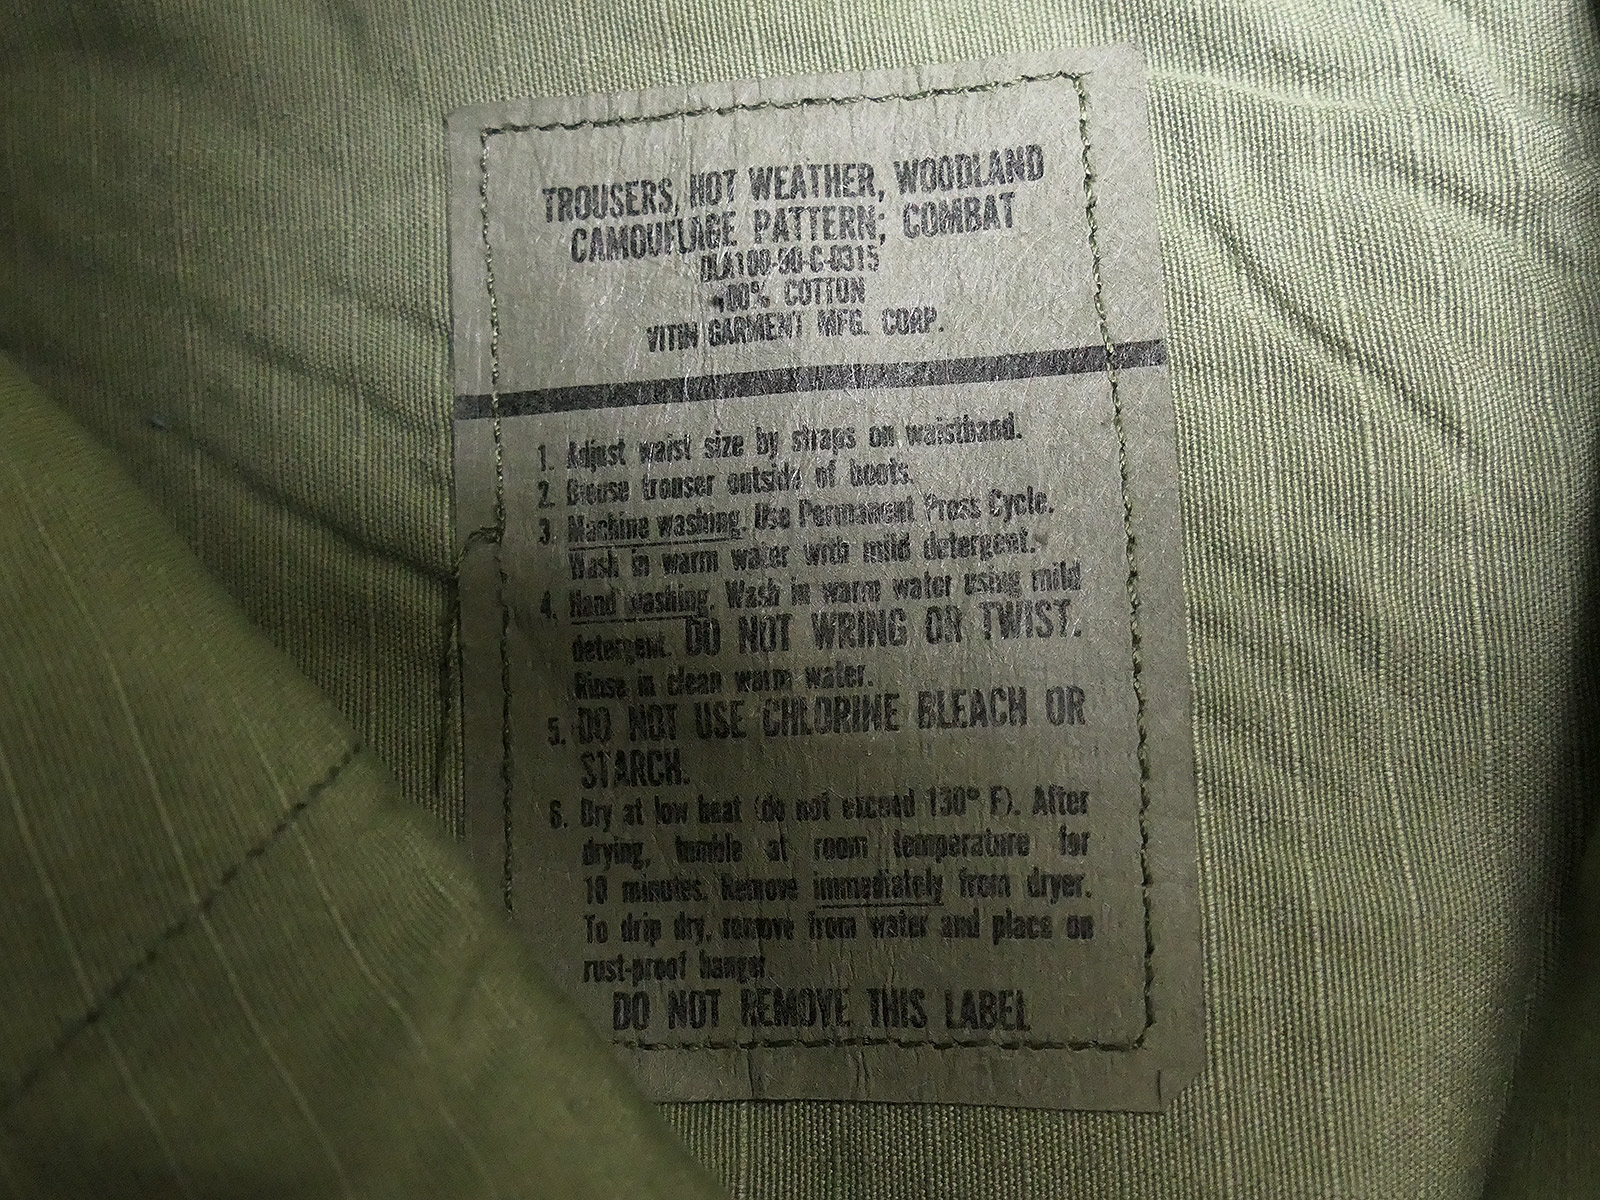 TROUSERS, HOT WEATHER, WOODLAND
CAMOUFLAGE PATTERN; COMBAT
DLA100-90-C-0315
100% COTTON
VITIN GARMENT MFG. CORP.
1. Adjust waist size by straps on waistband.
2. Blouse trouser outside of boots.
3. Machine washing. Use Permanent Press Cycle.
Wash in warm water with mild detergent.
4. Hand washing. Wash in warm water using mild
detergent. DO NOT WRING OR TWIST.
Rinse in clean warm water.
5. DO NOT USE CHLORINE BLEACH OR
STARCH.
6. Dry at low heat (do not exceed 130° F). After
drying, tumble at room temperature for
10 minutes. Remove immediately from dryer.
To drip dry, remove from water and place on
rust-proof hanger.
DO NOT REMOVE THIS LABEL